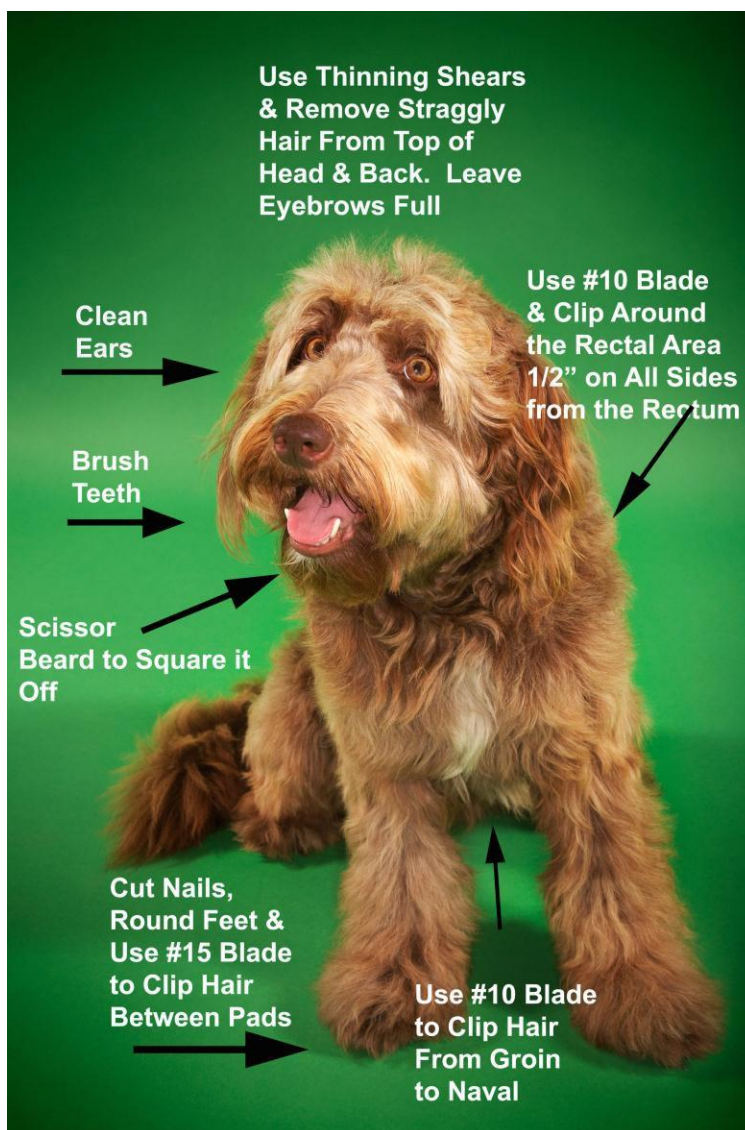 Use Thinning Shears
& Remove Straggly
Hair From Top of
Head & Back.  Leave
Eyebrows Full
Use #10 Blade
& Clip Around
the Rectal Area
1/2” on All Sides
from the Rectum
Clean
Ears
Brush
Teeth
Scissor
Beard to Square it
Off
Cut Nails,
Round Feet &
Use #15 Blade
to Clip Hair
Between Pads
Use #10 Blade
to Clip Hair
From Groin
to Naval